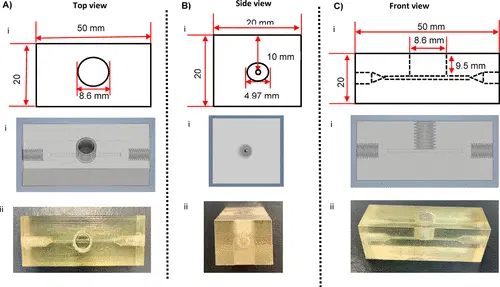 A)
Top view
i
50 mm
20
8.6 mm
i
ii
B)
Side view
i
20 mm
10 mm
20
4.97 mm
i
ii
C)
Front view
i
50 mm
8.6 mm
9.5 mm
20
i
ii